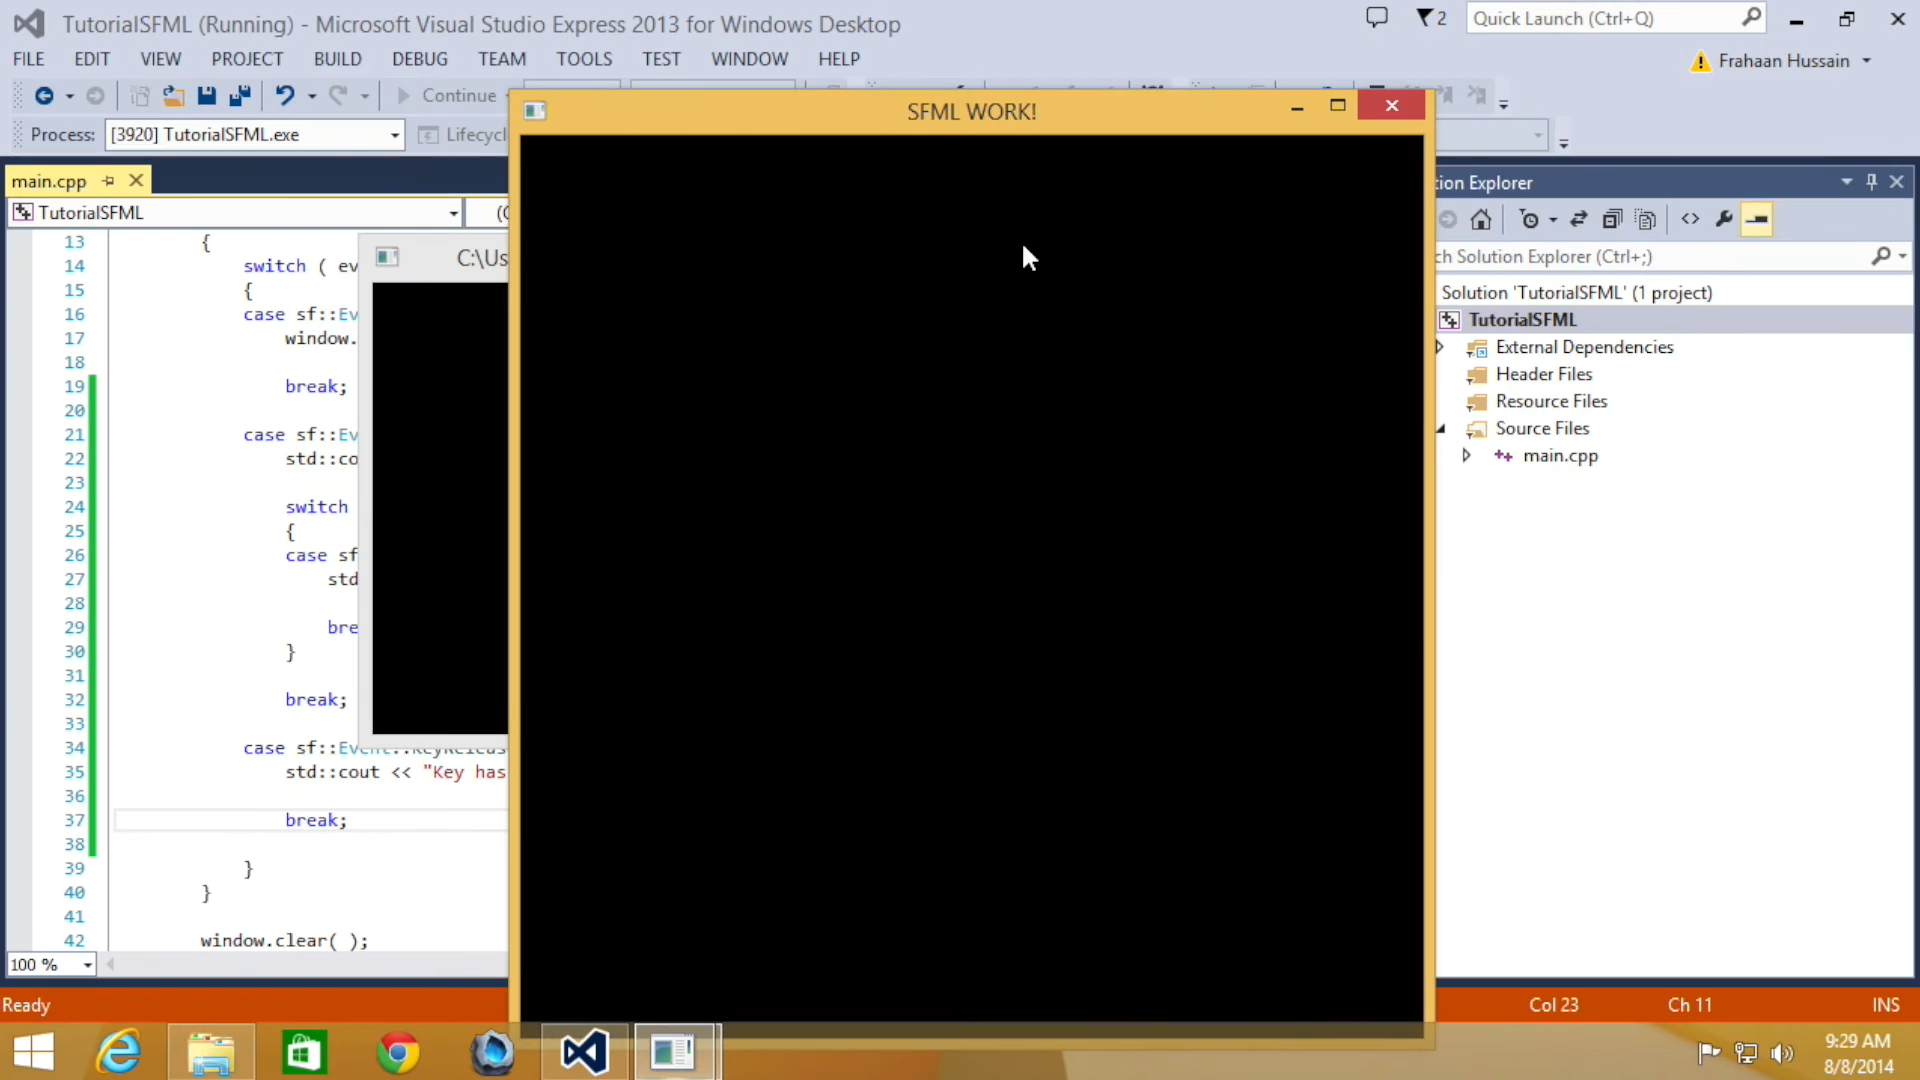 TutorialSFML (Running) - Microsoft Visual Studio Express 2013 for Windows Desktop
2
Quick Launch (Ctrl+Q)
FILE EDIT VIEW PROJECT BUILD DEBUG TEAM TOOLS TEST WINDOW HELP
Frahaan Hussain
Continue
SFML WORK!
Process: [3920] TutorialSFML.exe
Lifecycl
main.cpp
tion Explorer
TutorialSFML
(
ch Solution Explorer (Ctrl+;)
C:\Us
Solution 'TutorialSFML' (1 project)
TutorialSFML
External Dependencies
Header Files
Resource Files
Source Files
main.cpp
13 {
14 switch ( ev
15 {
16 case sf::Ev
17 window.
18
19 break;
20
21 case sf::Ev
22 std::co
23
24 switch
25 {
26 case sf
27 std
28
29 bre
30 }
31
32 break;
33
34 case sf::Event::KeyReleas
35 std::cout << "Key has
36
37 break;
38
39 }
40 }
41
42 window.clear( );
100 %
Ready
Col 23
Ch 11
INS
9:29 AM
8/8/2014